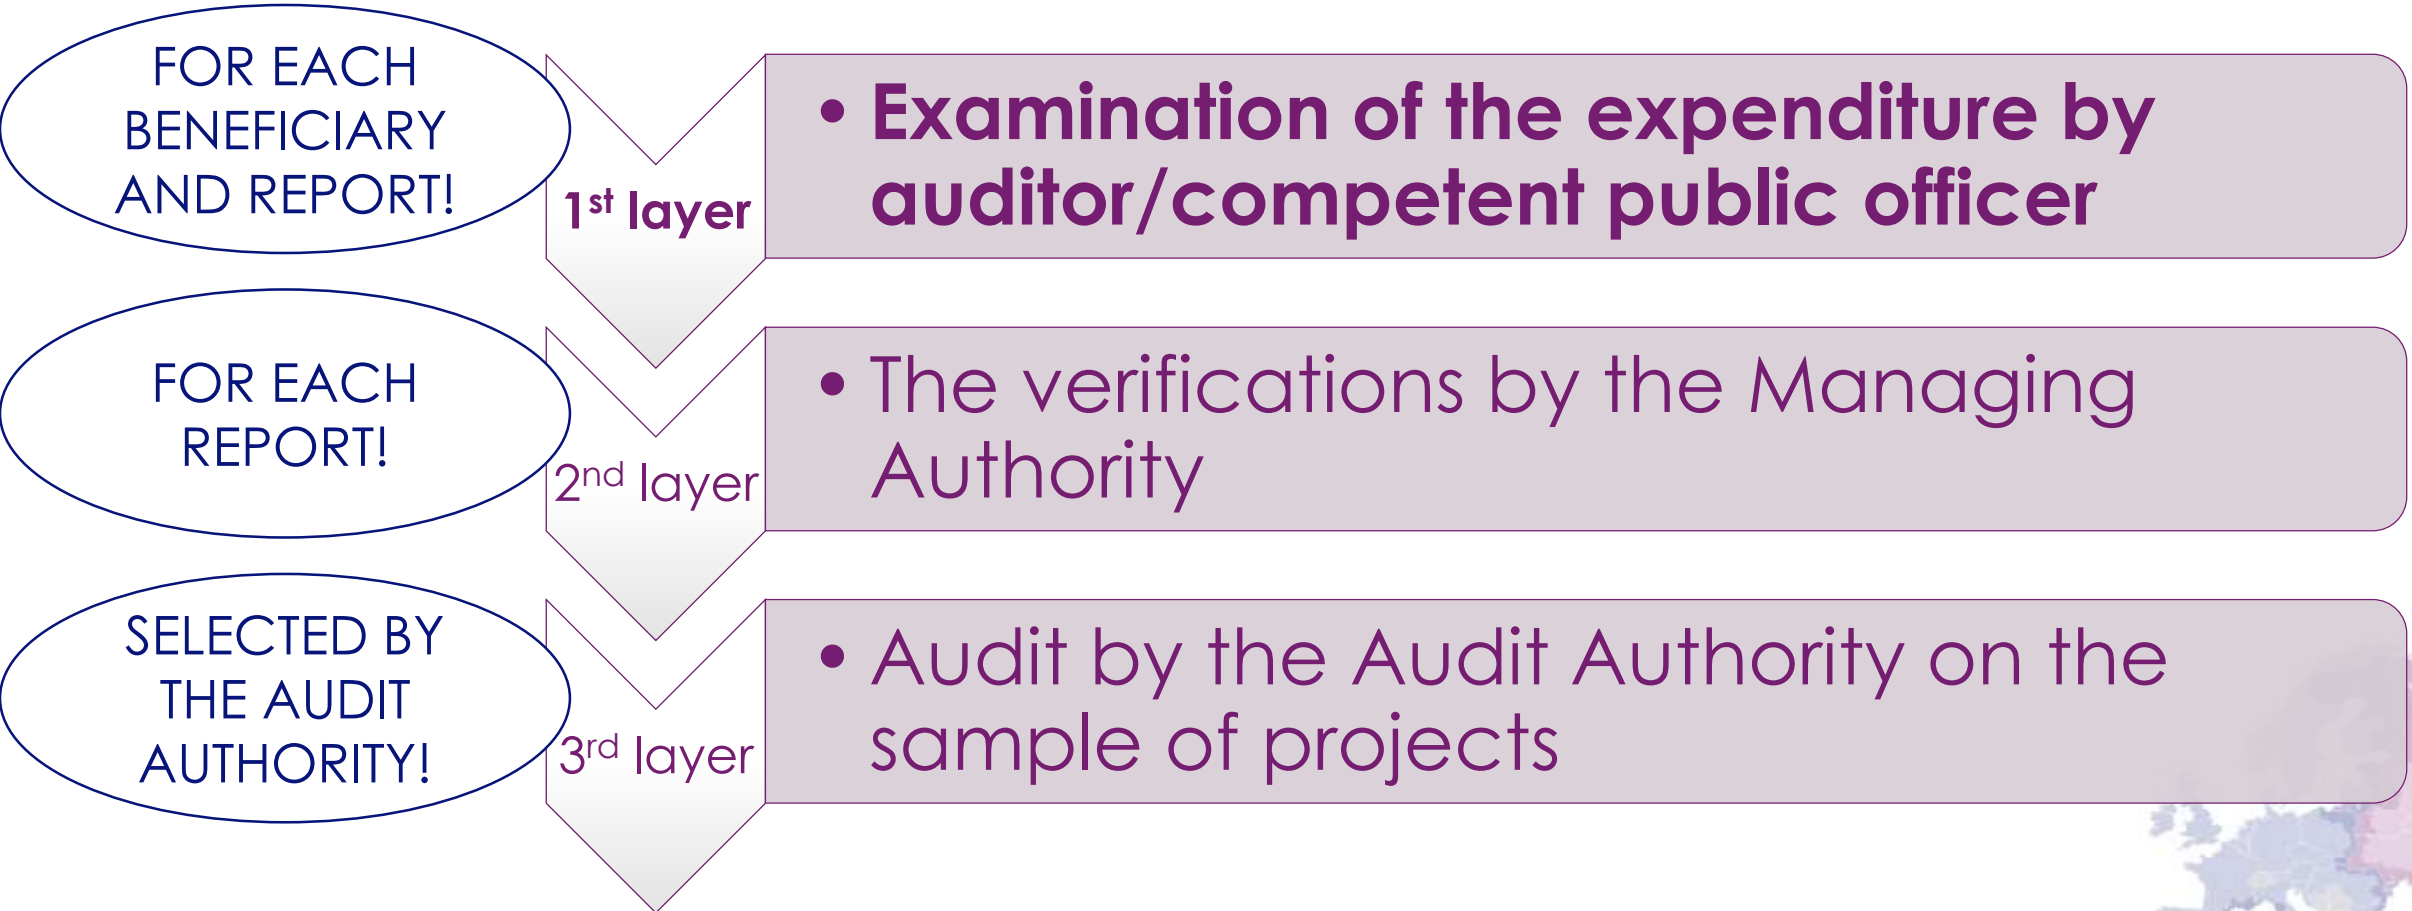 FOR EACH
BENEFICIARY
AND REPORT!
1st layer
• Examination of the expenditure by
auditor/competent public officer
FOR EACH
REPORT!
2nd layer
• The verifications by the Managing
Authority
SELECTED BY
THE AUDIT
AUTHORITY!
3rd layer
• Audit by the Audit Authority on the
sample of projects